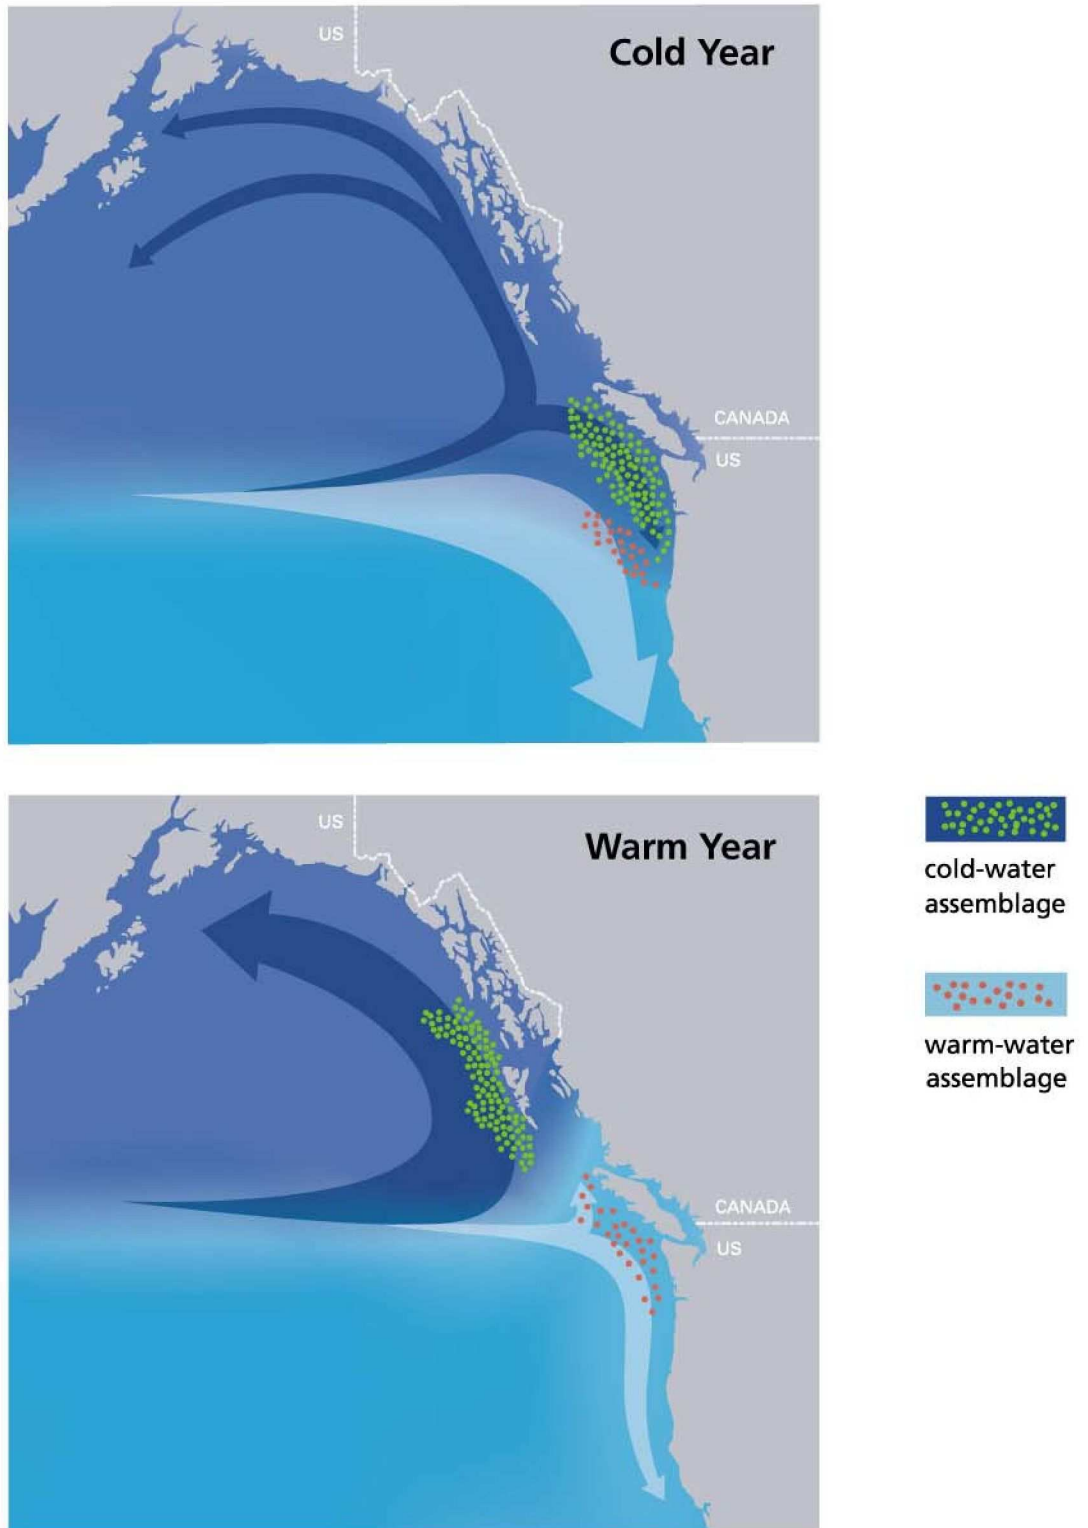 US
Cold Year
CANADA
US
US
Warm Year
cold-water
assemblage
warm-water
assemblage
CANADA
US